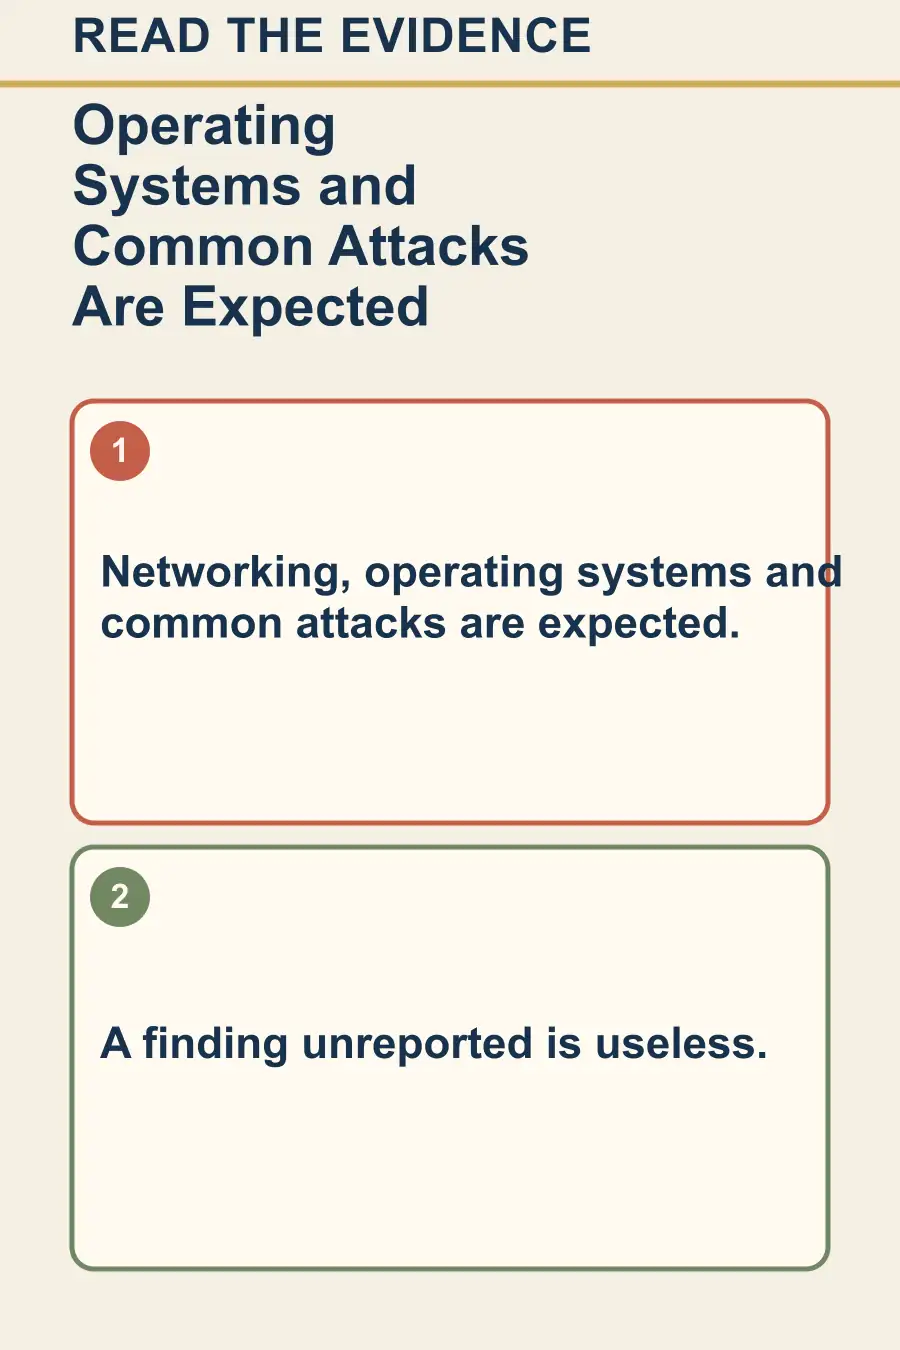 READ THE EVIDENCE
Operating
Systems and
Common Attacks
Are Expected
1
Networking, operating systems and
common attacks are expected.
2
A finding unreported is useless.